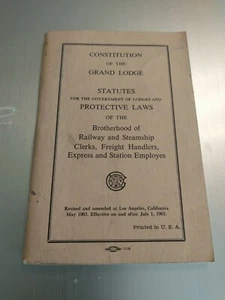 CONSTITUTION
OF THE
GRAND LODGE
STATUTES
FOR THE GOVERNMENT OF LODGES AND
PROTECTIVE LAWS
OF THE
Brotherhood of
Railway and Steamship
Clerks, Freight Handlers,
Express and Station Employes
Revised and amended at Los Angeles, California
May 1963. Effective on and after July 1, 1963.
Printed in U. S. A.